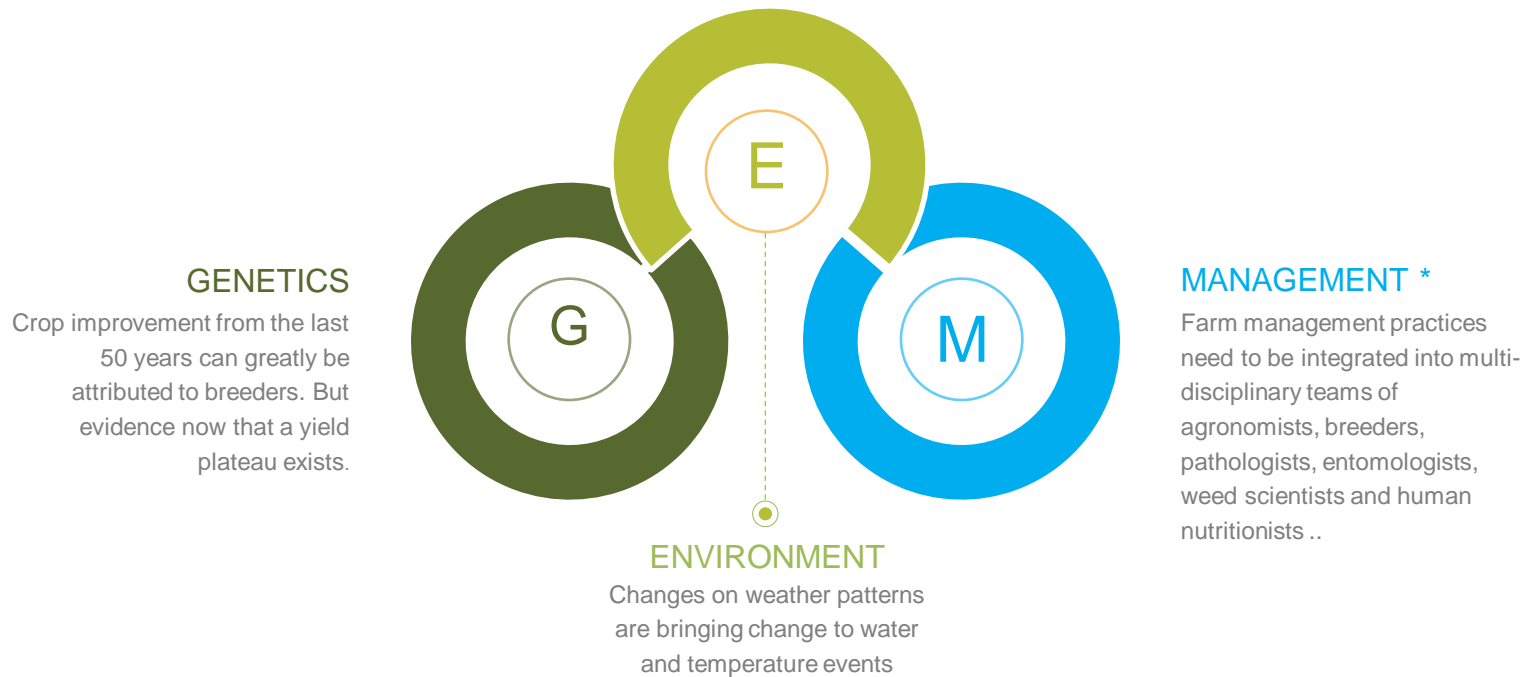 E
G
M
GENETICS
Crop improvement from the last
50 years can greatly be
attributed to breeders. But
evidence now that a yield
plateau exists.
MANAGEMENT *
Farm management practices
need to be integrated into multi-
disciplinary teams of
agronomists, breeders,
pathologists, entomologists,
weed scientists and human
nutritionists ..
ENVIRONMENT
Changes on weather patterns
are bringing change to water
and temperature events